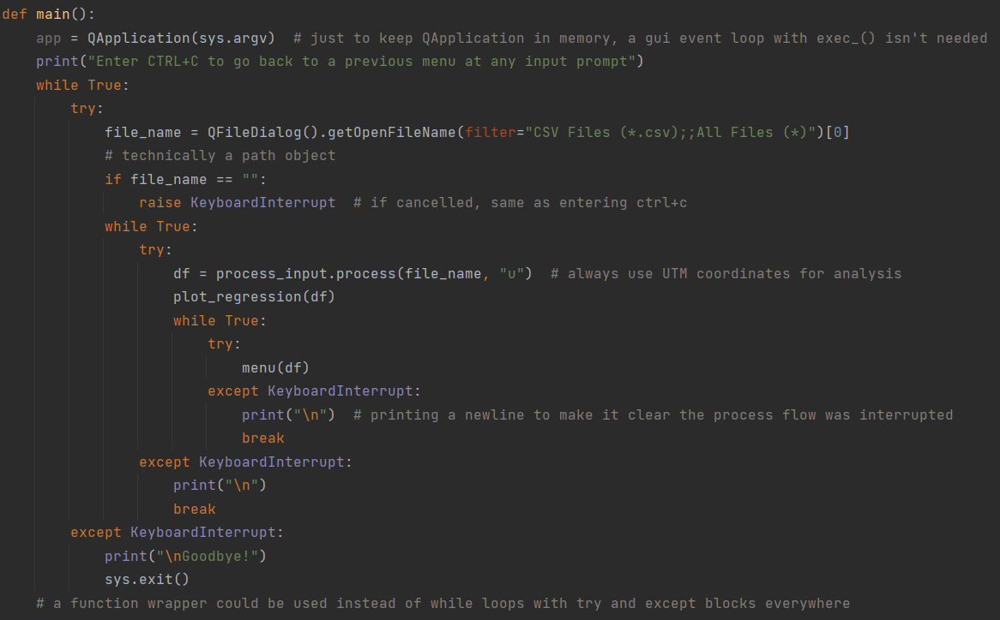 def main():
    app = QApplication(sys.argv)  # just to keep QApplication in memory, a gui event loop with exec_() isn't needed
    print("Enter CTRL+C to go back to a previous menu at any input prompt")
    while True:
        try:
            file_name = QFileDialog().getOpenFileName(filter="CSV Files (*.csv);;All Files (*)")[0]
            # technically a path object
            if file_name == "":
                raise KeyboardInterrupt  # if cancelled, same as entering ctrl+c
            while True:
                try:
                    df = process_input.process(file_name, "u")  # always use UTM coordinates for analysis
                    plot_regression(df)
                    while True:
                        try:
                            menu(df)
                        except KeyboardInterrupt:
                            print("\n")  # printing a newline to make it clear the process flow was interrupted
                            break
                except KeyboardInterrupt:
                    print("\n")
                    break
        except KeyboardInterrupt:
            print("\nGoodbye!")
            sys.exit()
    # a function wrapper could be used instead of while loops with try and except blocks everywhere